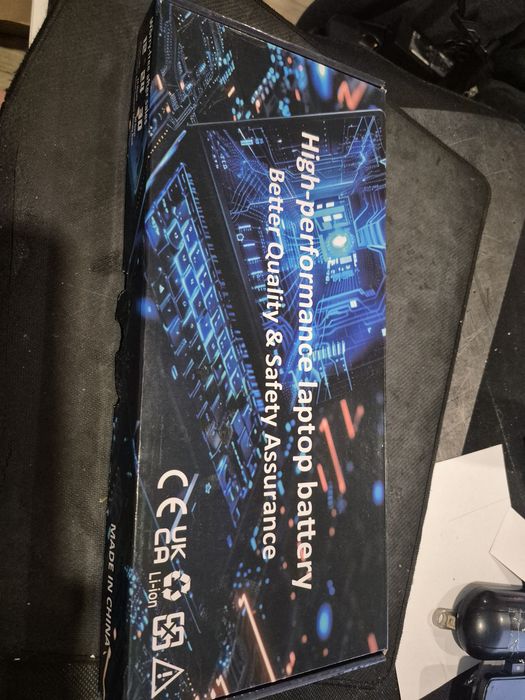 High-performance laptop battery
Better Quality & Safety Assurance
CE
UK
CA
Li-Ion
MADE IN CHINA